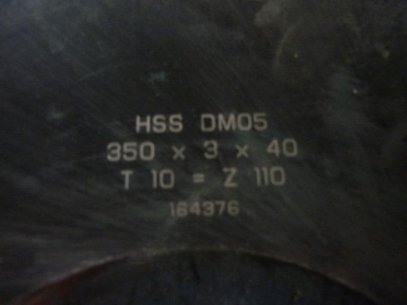 HSS DM05
350 x 3 x 40
T 10 = Z 110
164376